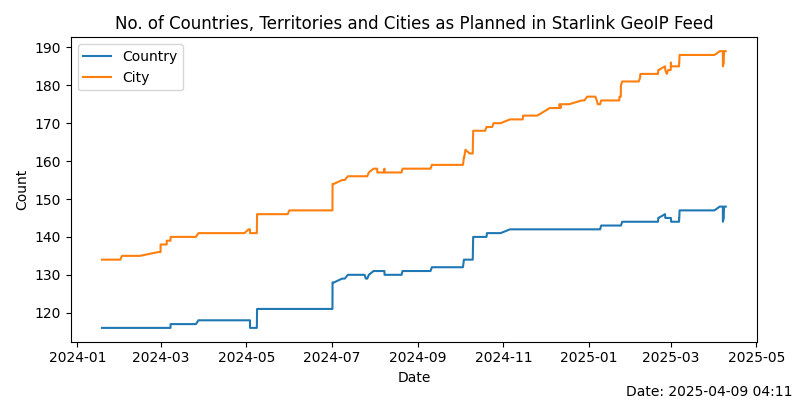 No. of Countries, Territories and Cities as Planned in Starlink GeoIP Feed
Country
City
Count
190
180
170
160
150
140
130
120
2024-01 2024-03 2024-05 2024-07 2024-09 2024-11 2025-01 2025-03 2025-05
Date
Date: 2025-04-09 04:11